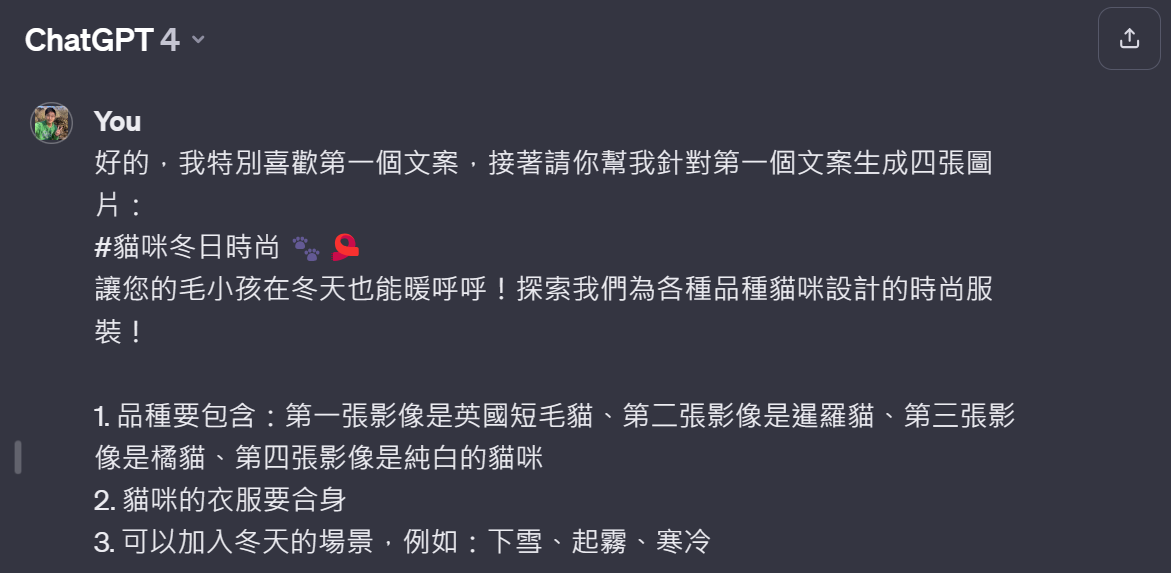 ChatGPT 4
You
好的，我特別喜歡第一個文案，接著請你幫我針對第一個文案生成四張圖
片：
#貓咪冬日時尚 🐾 🧣
讓您的毛小孩在冬天也能暖呼呼！探索我們為各種品種貓咪設計的時尚服
裝！
1. 品種要包含：第一張影像是英國短毛貓、第二張影像是暹羅貓、第三張影
像是橘貓、第四張影像是純白的貓咪
2. 貓咪的衣服要合身
3. 可以加入冬天的場景，例如：下雪、起霧、寒冷